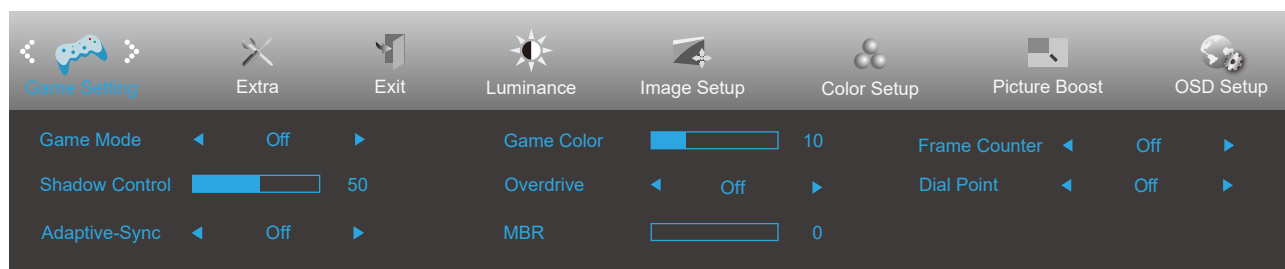 Game Setting Extra Exit Luminance Image Setup Color Setup Picture Boost OSD Setup
Game Mode Off Game Color 10 Frame Counter Off
Shadow Control 50 Overdrive Off Dial Point Off
Adaptive-Sync Off MBR 0